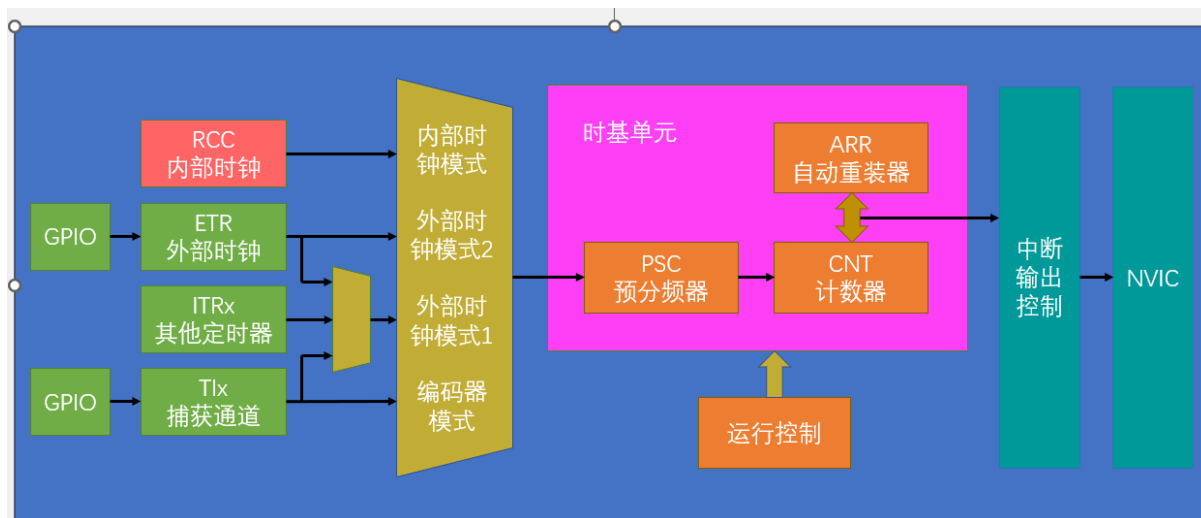 RCC
内部时钟
GPIO
ETR
外部时钟
ITRx
其他定时器
GPIO
TIx
捕获通道
内部时
钟模式
外部时
钟模式2
外部时
钟模式1
编码器
模式
时基单元
ARR
自动重装器
PSC
预分频器
CNT
计数器
运行控制
中断
输出
控制
NVIC